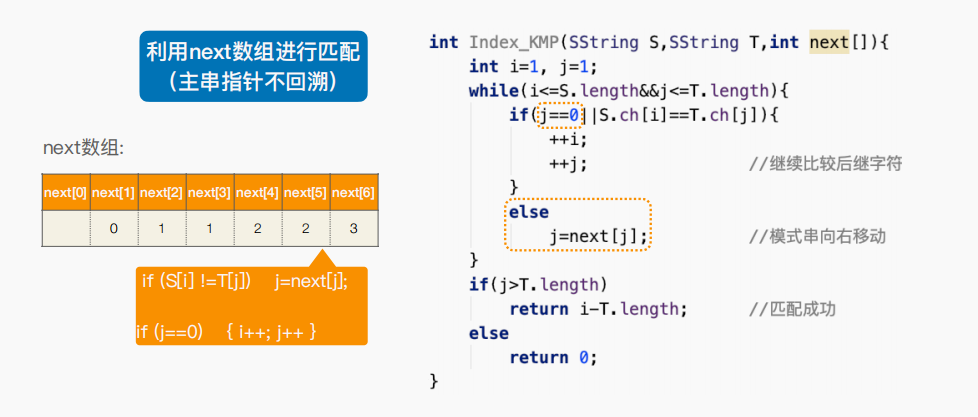 利用next数组进行匹配
（主串指针不回溯）
next数组:
next[0] next[1] next[2] next[3] next[4] next[5] next[6]
0 1 1 2 2 3
if (S[i] !=T[j]) j=next[j];
if (j==0) { i++; j++ }
int Index_KMP(SString S,SString T,int next[]){
int i=1, j=1;
while(i<=S.length&&j<=T.length){
if(j==0||S.ch[i]==T.ch[j]){
++i;
++j; //继续比较后继字符
}
else
j=next[j]; //模式串向右移动
}
if(j>T.length)
return i-T.length; //匹配成功
else
return 0;
}